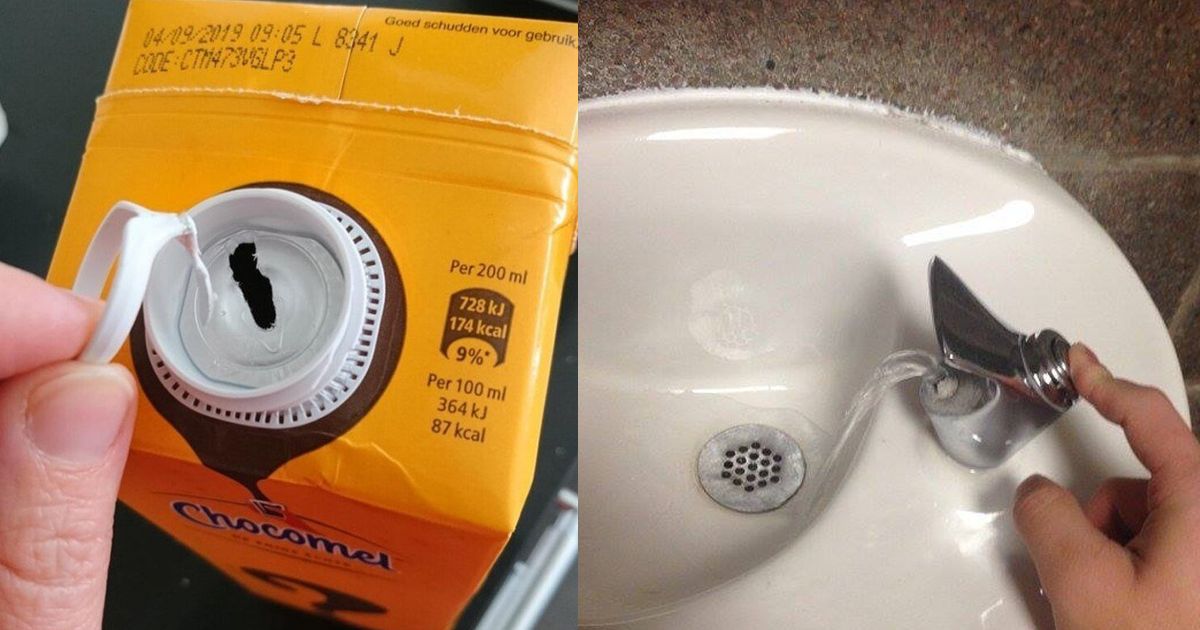 Goed schudden voor gebruik.
04/09/2019 09:05 L 8341 J
CODE:CTM473VGLP3
Per 200 ml
728 kJ
174 kcal
9%*
Per 100 ml
364 kJ
87 kcal
Chocomel